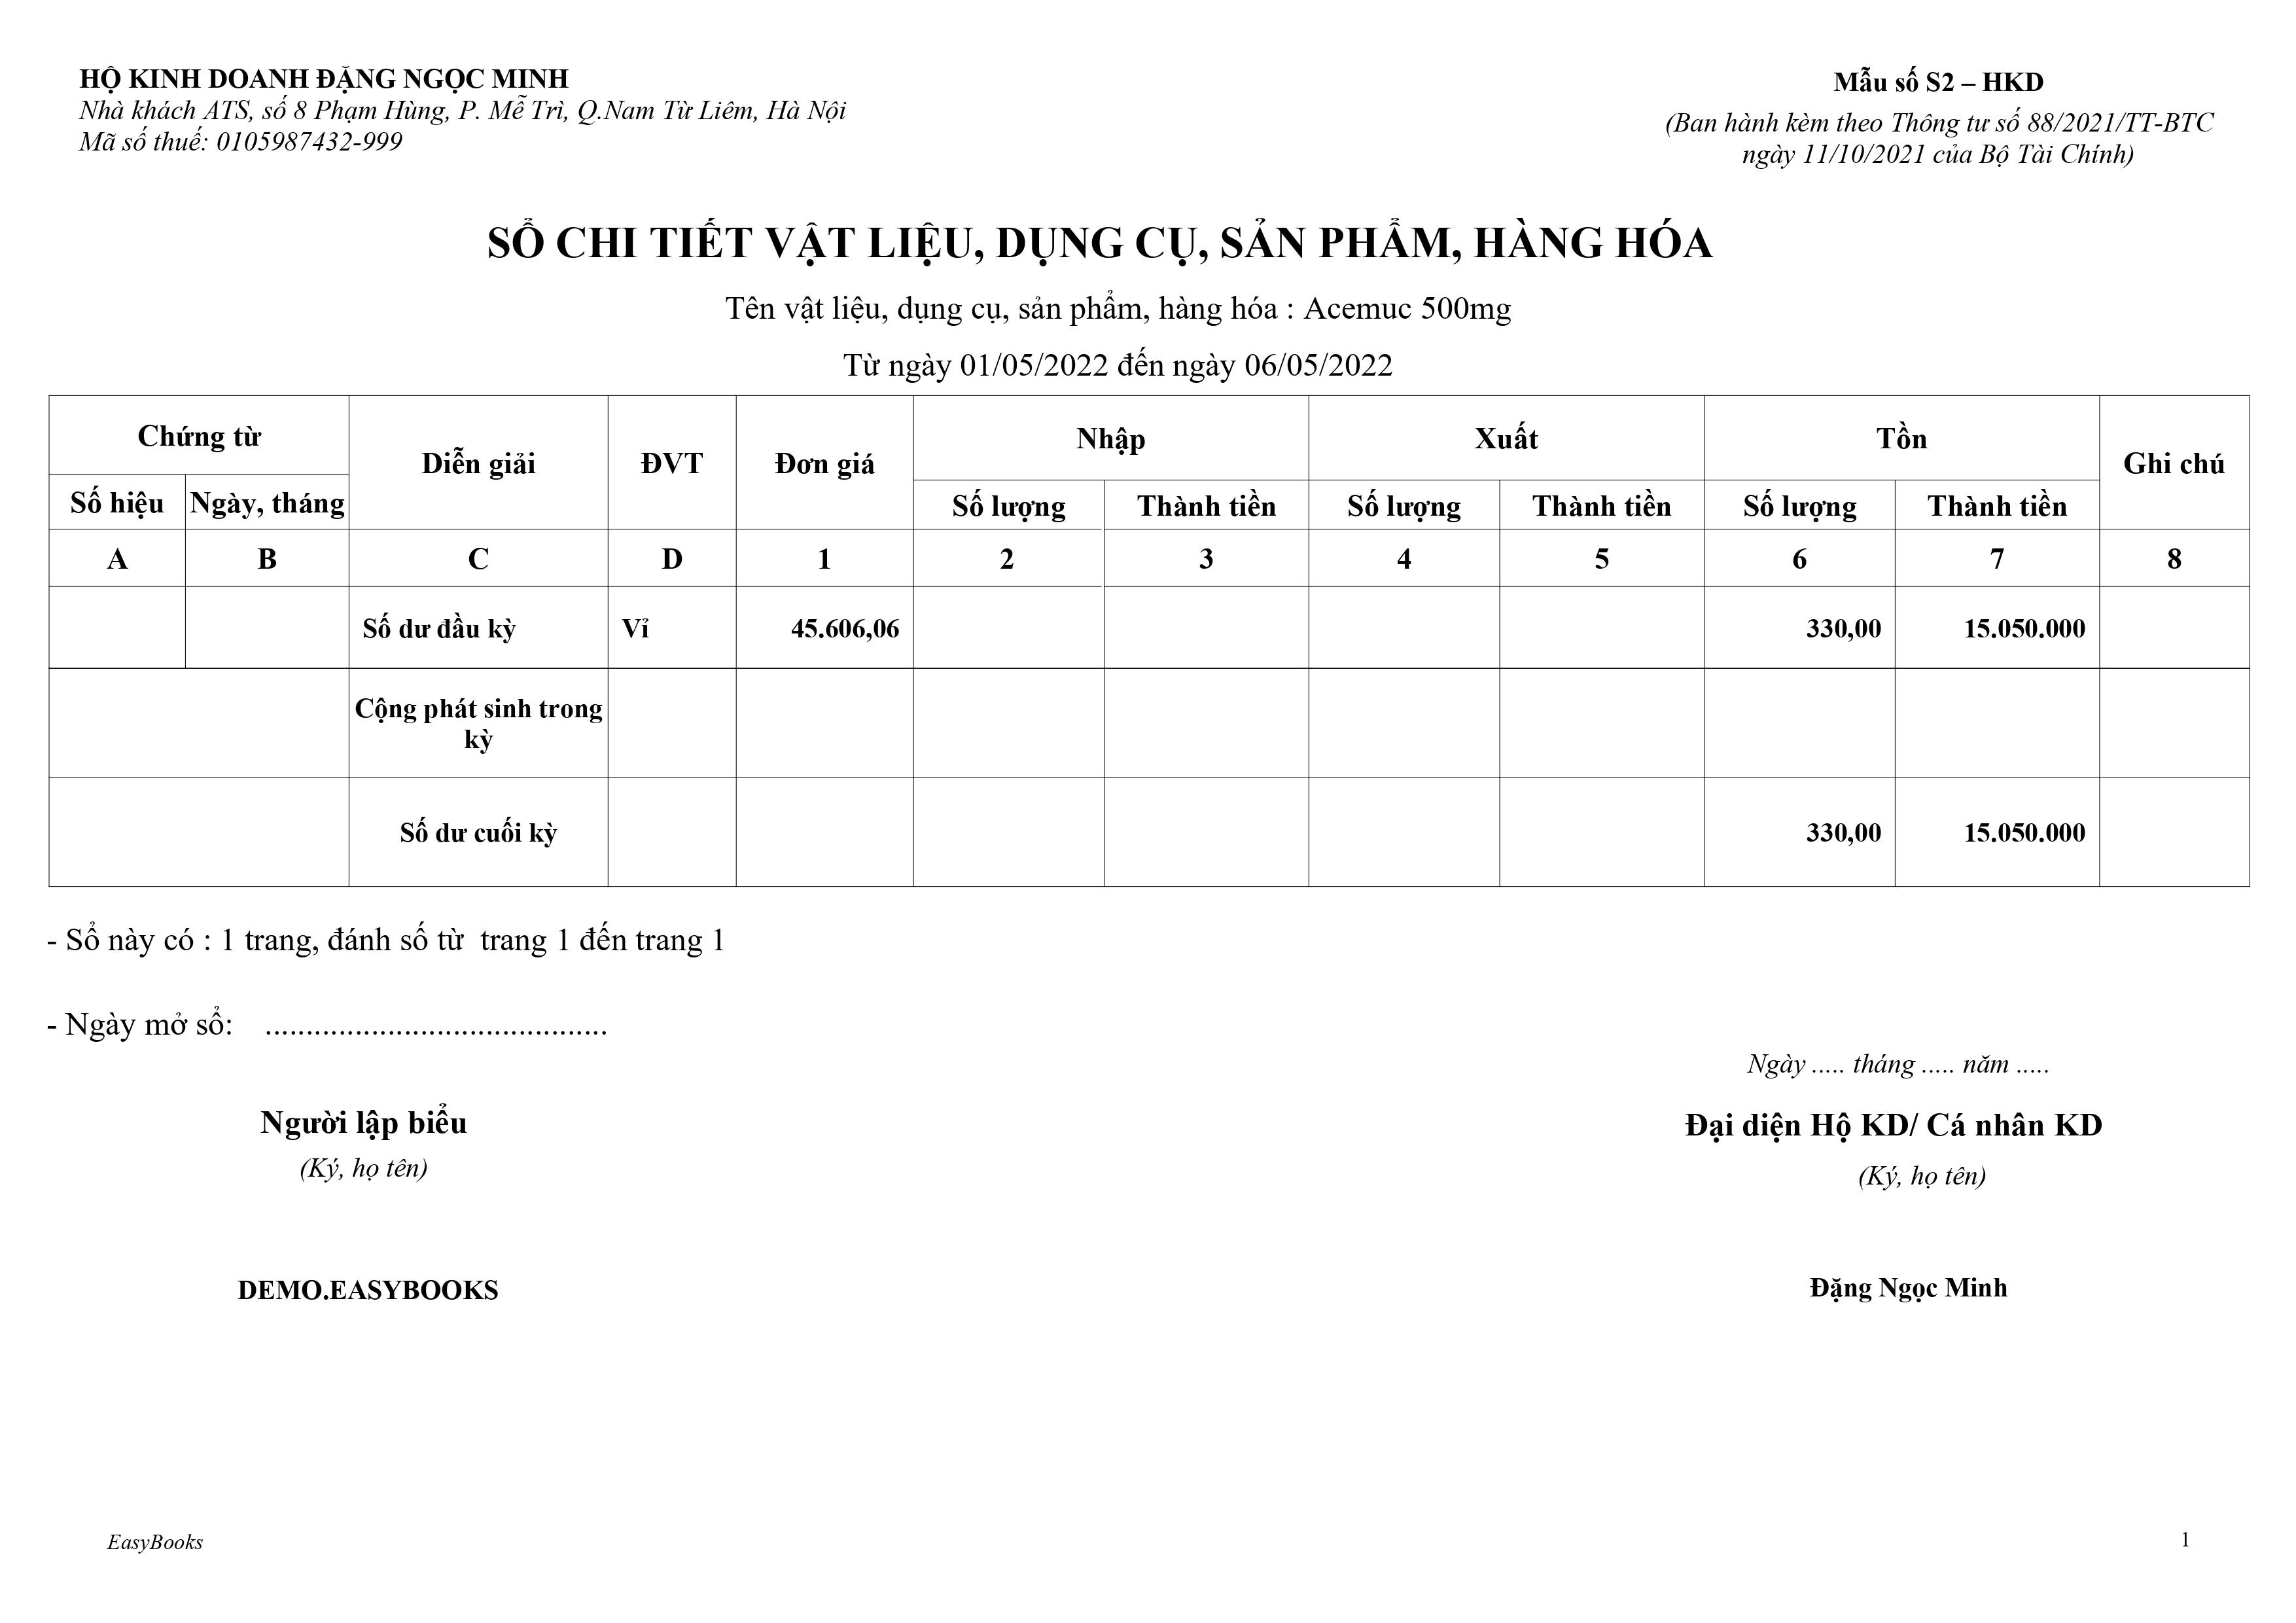 HỘ KINH DOANH ĐẶNG NGỌC MINH
Nhà khách ATS, số 8 Phạm Hùng, P. Mễ Trì, Q.Nam Từ Liêm, Hà Nội
Mã số thuế: 0105987432-999
Mẫu số S2 – HKD
(Ban hành kèm theo Thông tư số 88/2021/TT-BTC
ngày 11/10/2021 của Bộ Tài Chính)
SỔ CHI TIẾT VẬT LIỆU, DỤNG CỤ, SẢN PHẨM, HÀNG HÓA
Tên vật liệu, dụng cụ, sản phẩm, hàng hóa : Acemuc 500mg
Từ ngày 01/05/2022 đến ngày 06/05/2022
Chứng từ Diễn giải ĐVT Đơn giá Nhập Xuất Tồn Ghi chú
Số hiệu Ngày, tháng Số lượng Thành tiền Số lượng Thành tiền Số lượng Thành tiền
A B C D 1 2 3 4 5 6 7 8
Số dư đầu kỳ Vỉ 45.606,06 330,00 15.050.000
Cộng phát sinh trong
kỳ
Số dư cuối kỳ 330,00 15.050.000
- Sổ này có : 1 trang, đánh số từ  trang 1 đến trang 1
- Ngày mở sổ: ..........................................
Ngày ..... tháng ..... năm .....
Người lập biểu
(Ký, họ tên)
Đại diện Hộ KD/ Cá nhân KD
(Ký, họ tên)
DEMO.EASYBOOKS
Đặng Ngọc Minh
EasyBooks 1